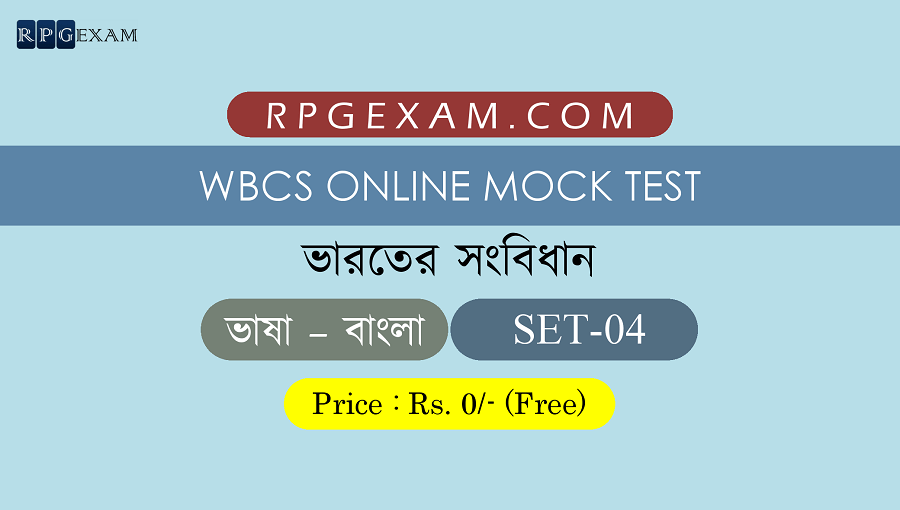 RPGEXAM
RPGEXAM.COM
WBCS ONLINE MOCK TEST
ভারতের সংবিধান
ভাষা – বাংলা SET-04
Price : Rs. 0/- (Free)